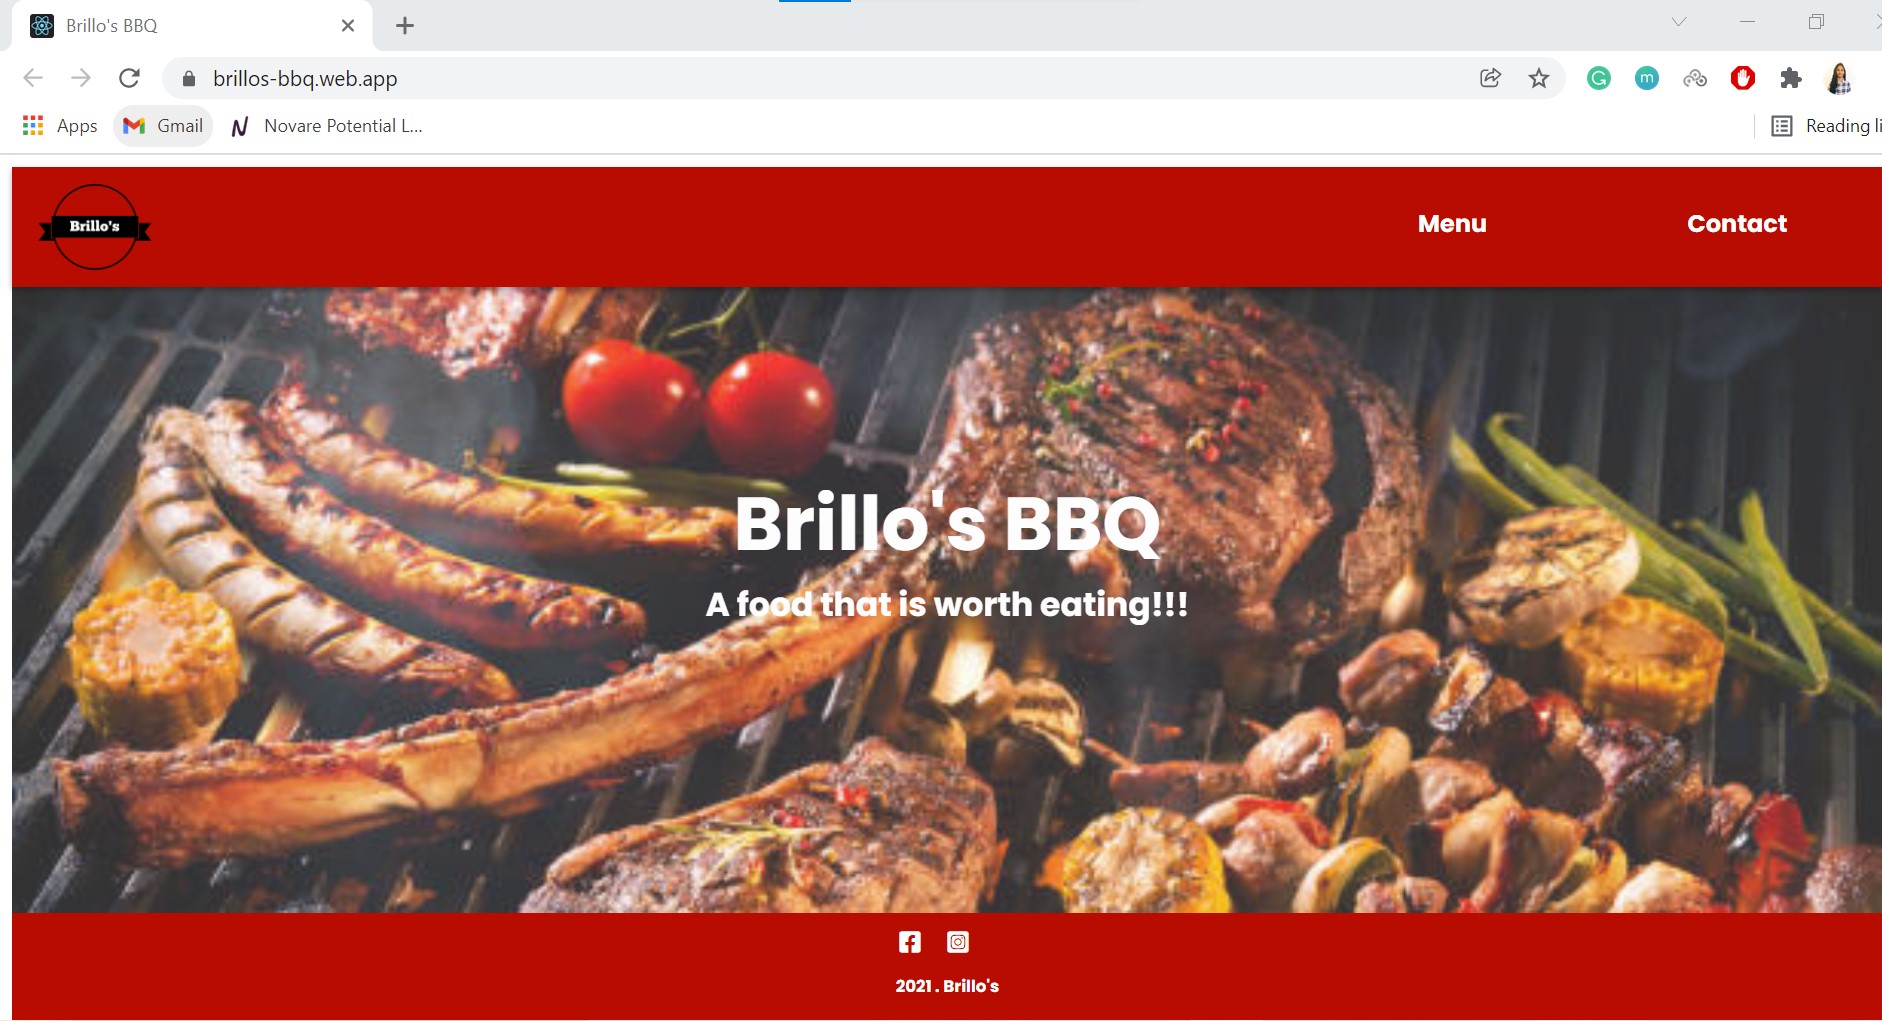 Brillo's BBQ
brillos-bbq.web.app
m
Apps
Gmail
Novare Potential L...
Reading li
Brillo's
Menu
Contact
Brillo's BBQ
A food that is worth eating!!!
2021 . Brillo's